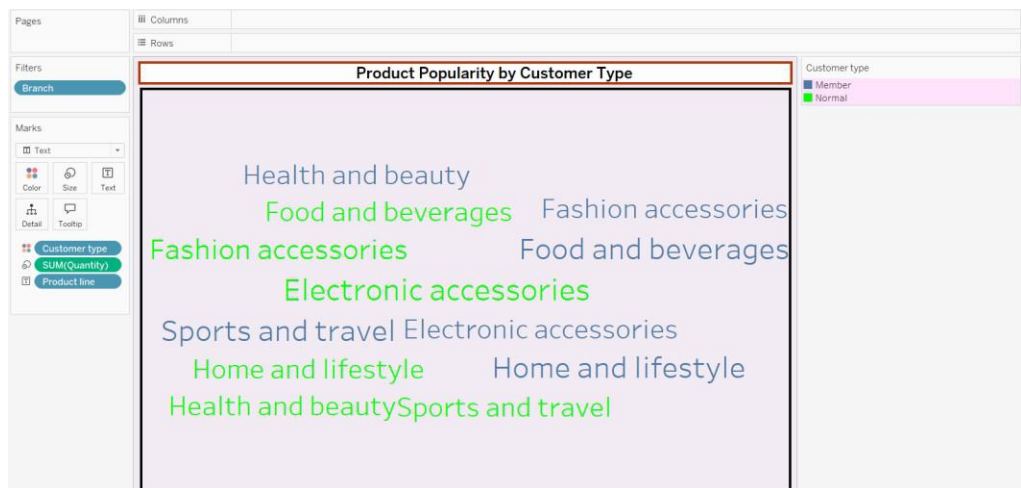 Pages
Columns
Rows
Filters
Branch
Marks
Text
Color Size Text
Detail Tooltip
Customer type
SUM(Quantity)
Product line
Product Popularity by Customer Type
Health and beauty
Food and beverages Fashion accessories
Fashion accessories Food and beverages
Electronic accessories
Sports and travel Electronic accessories
Home and lifestyle Home and lifestyle
Health and beauty Sports and travel
Customer type
Member
Normal